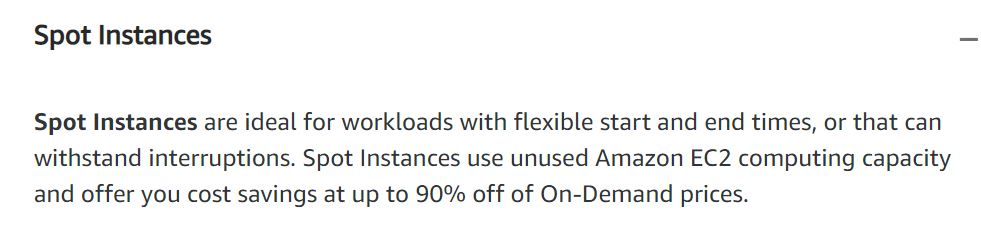 Spot Instances
Spot Instances are ideal for workloads with flexible start and end times, or that can
withstand interruptions. Spot Instances use unused Amazon EC2 computing capacity
and offer you cost savings at up to 90% off of On-Demand prices.